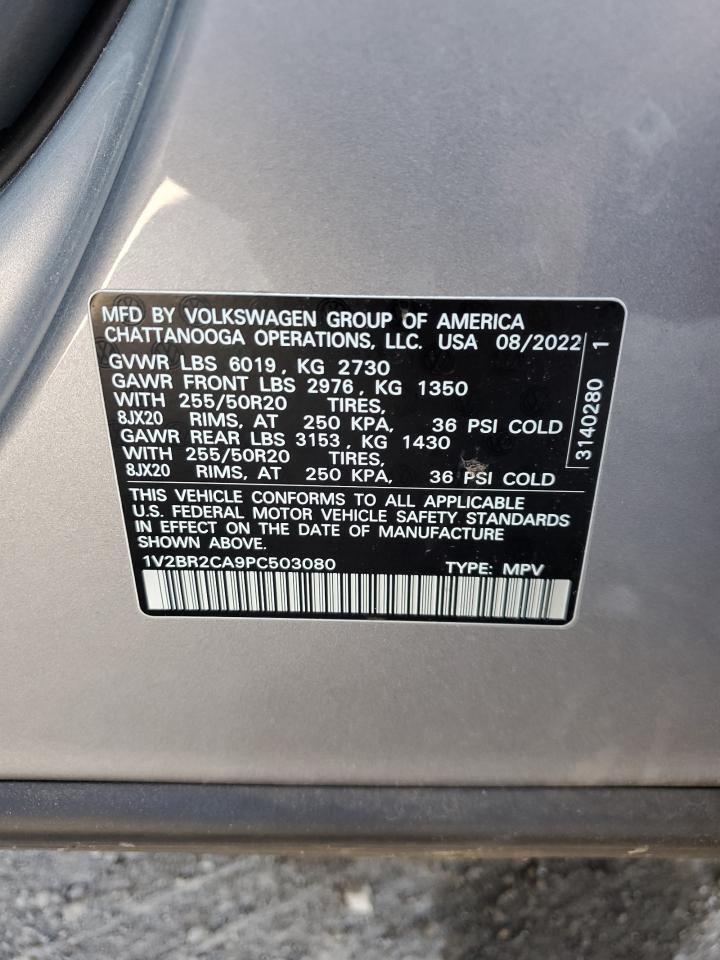 MFD BY VOLKSWAGEN GROUP OF AMERICA
CHATTANOOGA OPERATIONS, LLC. USA 08/2022
GVWR LBS 6019, KG 2730
GAWR FRONT LBS 2976, KG 1350
WITH 255/50R20 TIRES,
8JX20 RIMS, AT 250 KPA, 36 PSI COLD
GAWR REAR LBS 3153, KG 1430
WITH 255/50R20 TIRES,
8JX20 RIMS, AT 250 KPA, 36 PSI COLD
THIS VEHICLE CONFORMS TO ALL APPLICABLE
U.S. FEDERAL MOTOR VEHICLE SAFETY STANDARDS
IN EFFECT ON THE DATE OF MANUFACTURE
SHOWN ABOVE.
1V2BR2CA9PC503080 TYPE: MPV
3140280 1